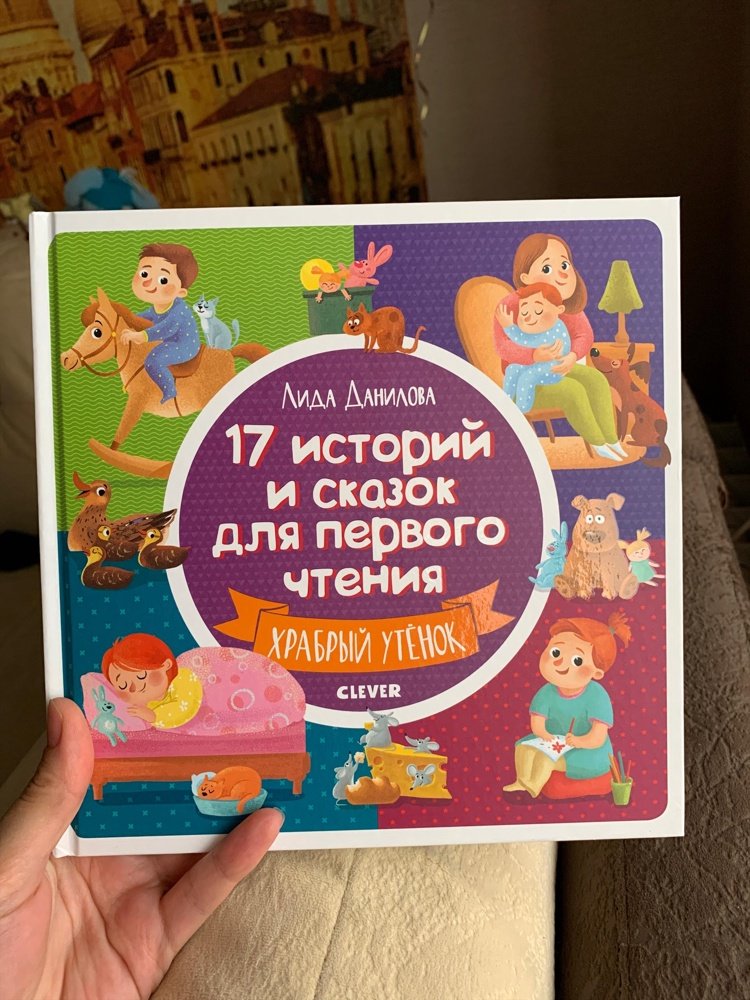 Лида Данилова
17 историй
и сказок
для первого
чтения
храбрый утёнок
CLEVER